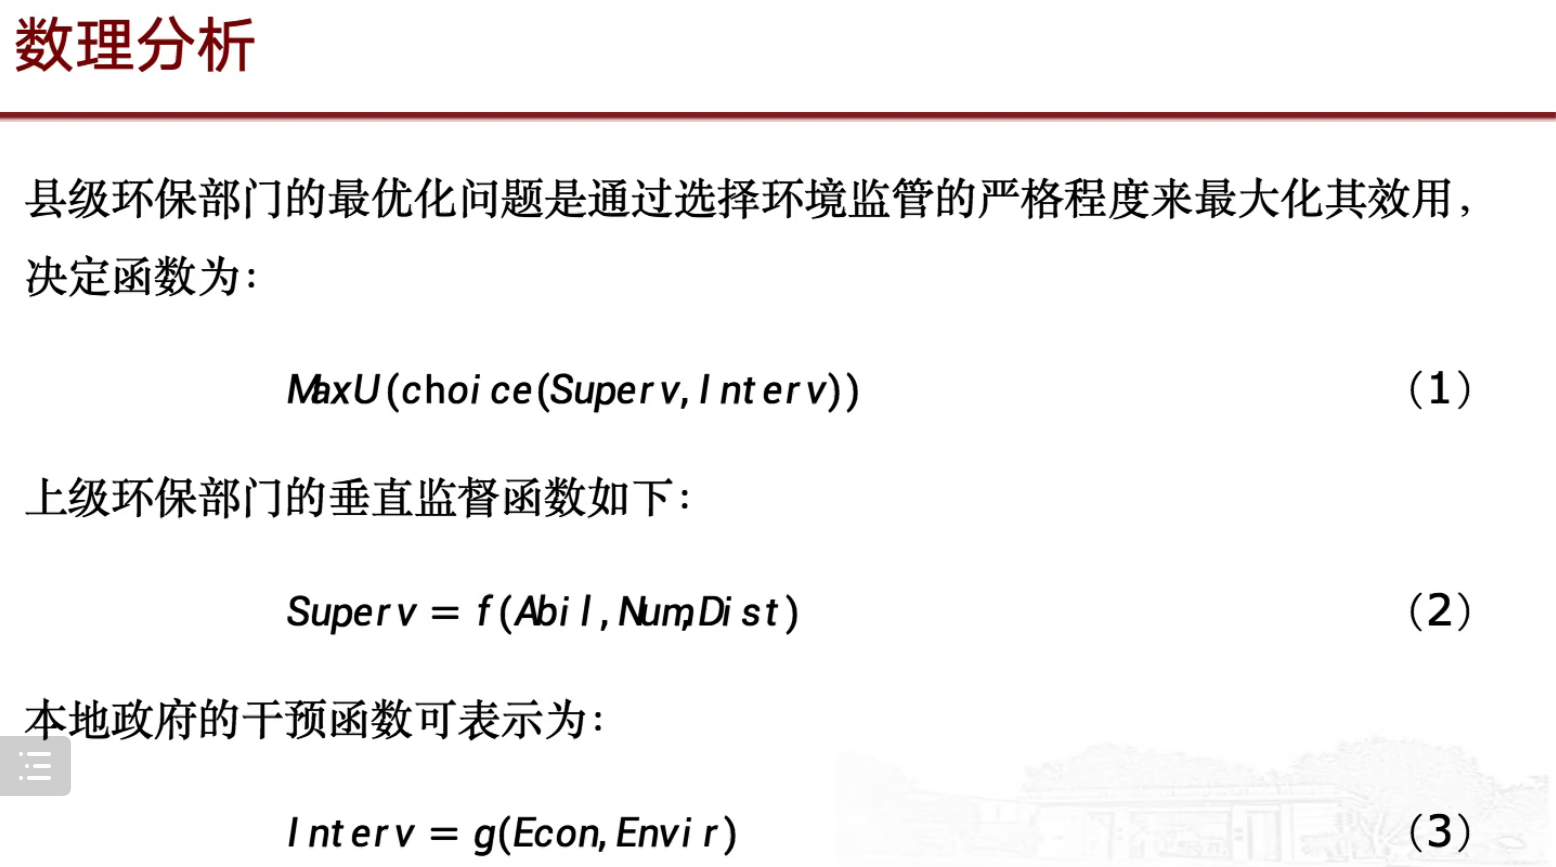 数理分析
县级环保部门的最优化问题是通过选择环境监管的严格程度来最大化其效用，
决定函数为：
MaxU(choice(Superv, Interv)) （1）
上级环保部门的垂直监督函数如下：
Superv = f(Abil, Num, Dist) （2）
本地政府的干预函数可表示为：
Interv = g(Econ, Envir) （3）